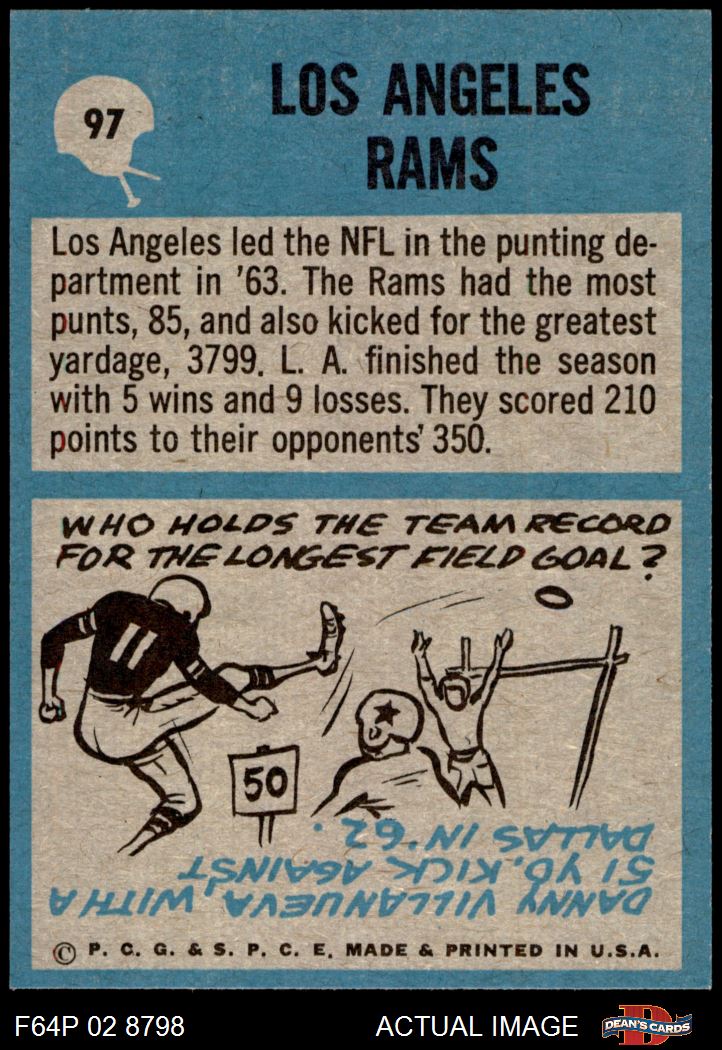 97
LOS ANGELES
RAMS
Los Angeles led the NFL in the punting de-
partment in '63. The Rams had the most
punts, 85, and also kicked for the greatest
yardage, 3799. L. A. finished the season
with 5 wins and 9 losses. They scored 210
points to their opponents' 350.
WHO HOLDS THE TEAM RECORD
FOR THE LONGEST FIELD GOAL?
11
50
DANNY VILLANUEVA, WITH A
51 YD. KICK AGAINST
DALLAS IN '62.
© P. C. G. & S. P. C. E. MADE & PRINTED IN U.S.A.
F64P 02 8798
ACTUAL IMAGE
D
DEAN'S CARDS